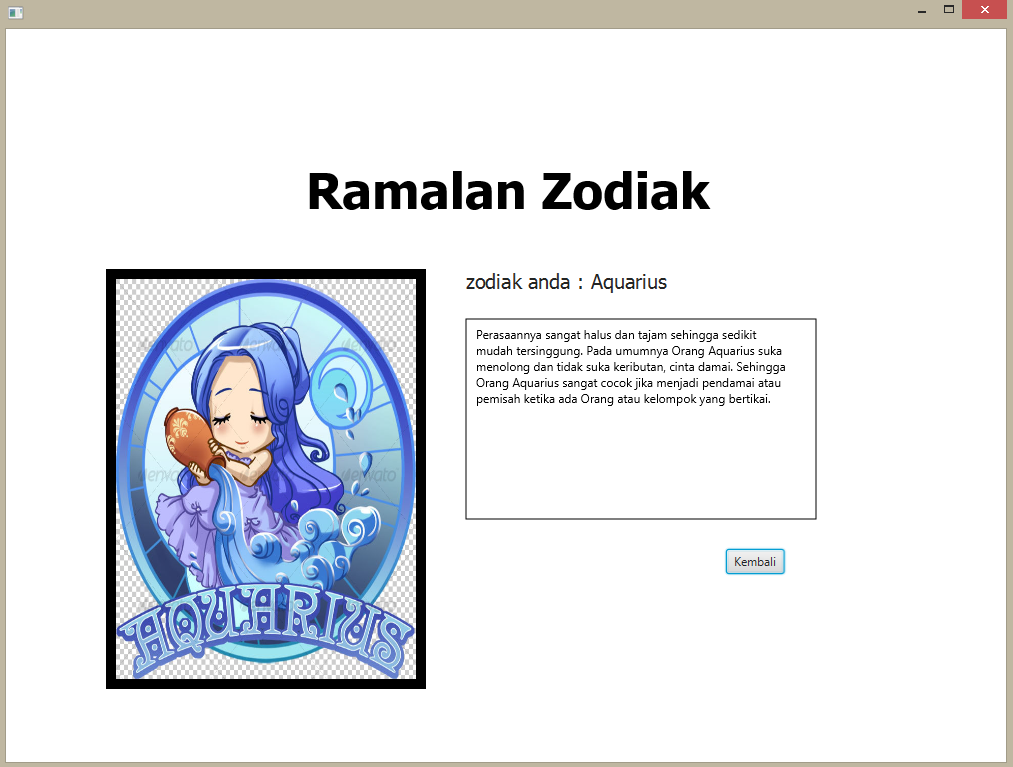 Ramalan Zodiak
zodiak anda : Aquarius
Perasaannya sangat halus dan tajam sehingga sedikit
mudah tersinggung. Pada umumnya Orang Aquarius suka
menolong dan tidak suka keributan, cinta damai. Sehingga
Orang Aquarius sangat cocok jika menjadi pendamai atau
pemisah ketika ada Orang atau kelompok yang bertikai.
Kembali
envato
AQUARIUS